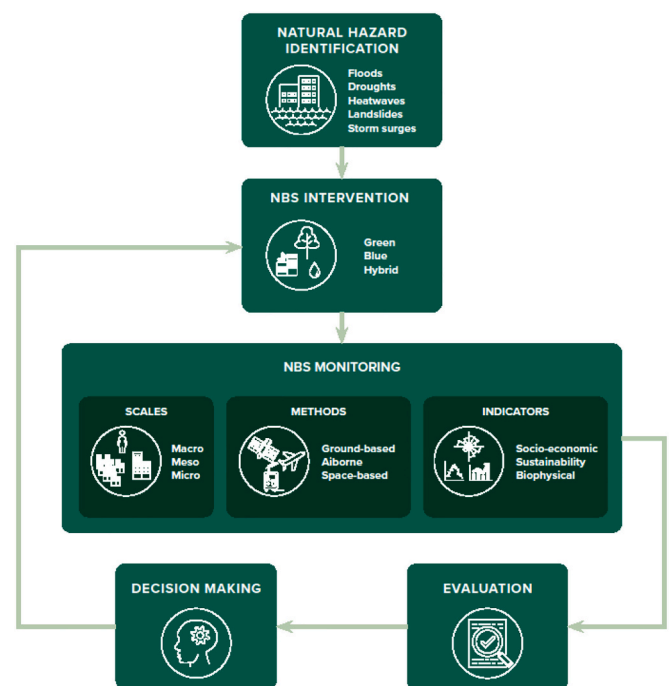 NATURAL HAZARD
IDENTIFICATION
Floods
Droughts
Heatwaves
Landslides
Storm surges
NBS INTERVENTION
Green
Blue
Hybrid
NBS MONITORING
SCALES
Macro
Meso
Micro
METHODS
Ground-based
Aiborne
Space-based
INDICATORS
Socio-economic
Sustainability
Biophysical
DECISION MAKING
EVALUATION